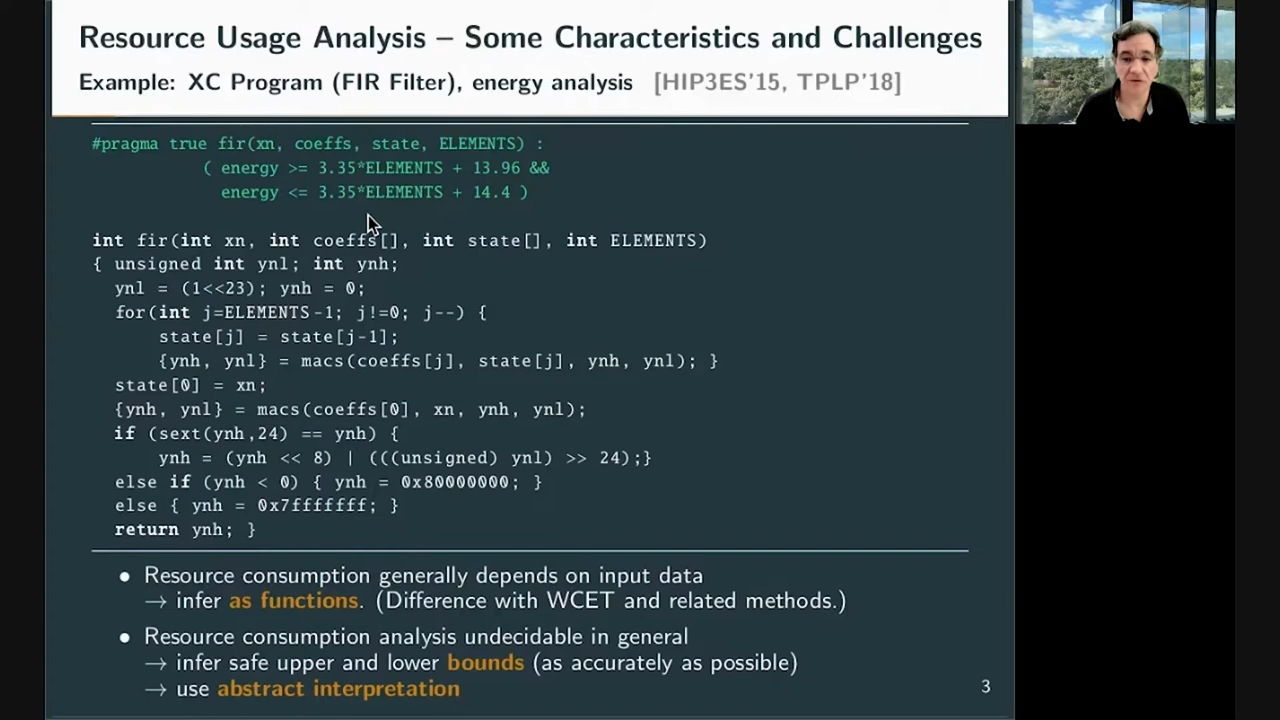 Resource Usage Analysis – Some Characteristics and Challenges
Example: XC Program (FIR Filter), energy analysis [HIP3ES'15, TPLP'18]
#pragma true fir(xn, coeffs, state, ELEMENTS) :
( energy >= 3.35*ELEMENTS + 13.96 &&
energy <= 3.35*ELEMENTS + 14.4 )
int fir(int xn, int coeffs[], int state[], int ELEMENTS)
{ unsigned int ynl; int ynh;
ynl = (1<<23); ynh = 0;
for(int j=ELEMENTS-1; j!=0; j--) {
state[j] = state[j-1];
{ynh, ynl} = macs(coeffs[j], state[j], ynh, ynl); }
state[0] = xn;
{ynh, ynl} = macs(coeffs[0], xn, ynh, ynl);
if (sext(ynh,24) == ynh) {
ynh = (ynh << 8) | (((unsigned) ynl) >> 24);}
else if (ynh < 0) { ynh = 0x80000000; }
else { ynh = 0x7fffffff; }
return ynh; }
• Resource consumption generally depends on input data
→ infer as functions. (Difference with WCET and related methods.)
• Resource consumption analysis undecidable in general
→ infer safe upper and lower bounds (as accurately as possible)
→ use abstract interpretation
3